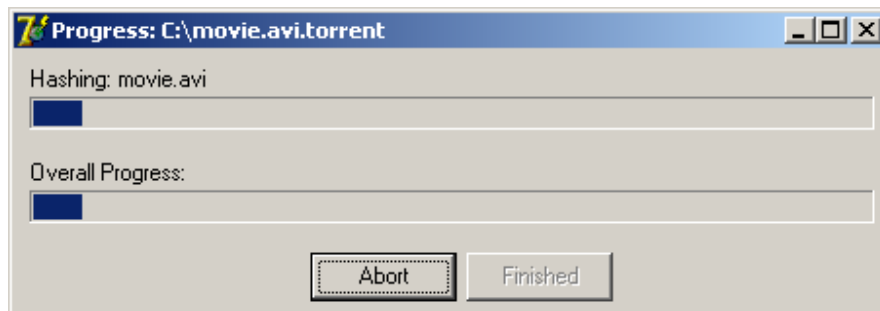 Progress: C:\movie.avi.torrent
Hashing: movie.avi
Overall Progress:
Abort Finished